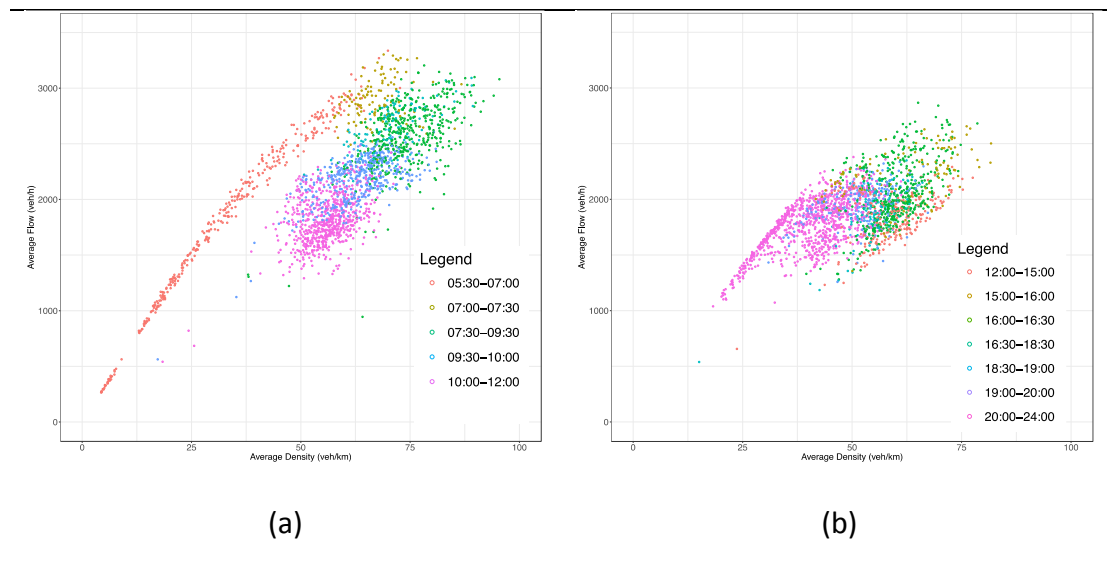 3000
2000
1000
0
Average Flow (veh/h)
0 25 50 75 100
Average Density (veh/km)
Legend
05:30–07:00
07:00–07:30
07:30–09:30
09:30–10:00
10:00–12:00
(a)
3000
2000
1000
0
Average Flow (veh/h)
0 25 50 75 100
Average Density (veh/km)
Legend
12:00–15:00
15:00–16:00
16:00–16:30
16:30–18:30
18:30–19:00
19:00–20:00
20:00–24:00
(b)